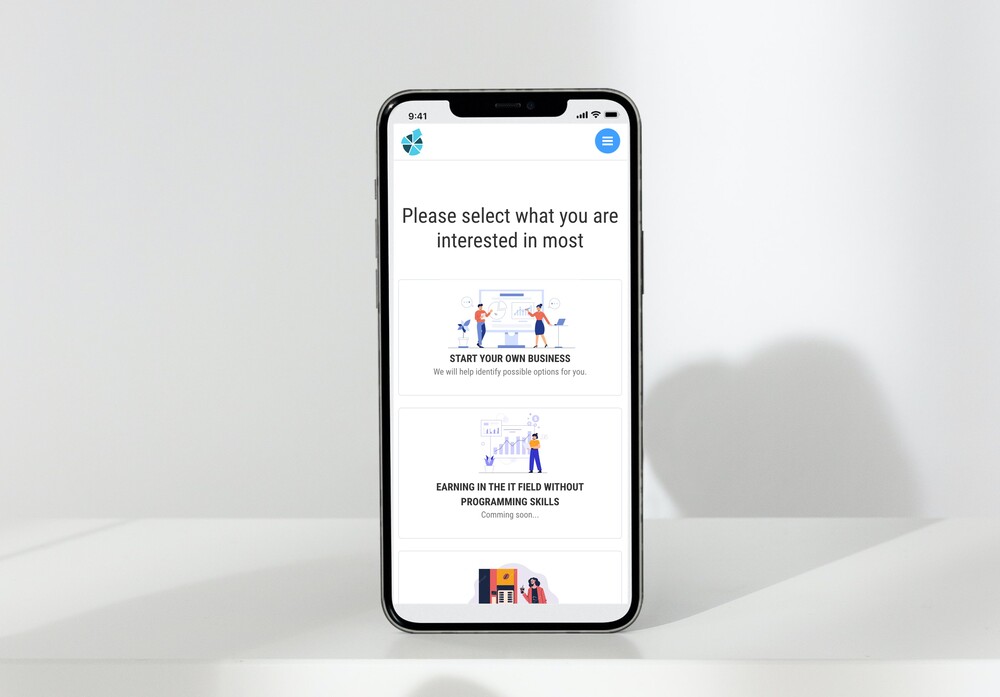 9:41
Please select what you are
interested in most
START YOUR OWN BUSINESS
We will help identify possible options for you.
EARNING IN THE IT FIELD WITHOUT
PROGRAMMING SKILLS
Comming soon...